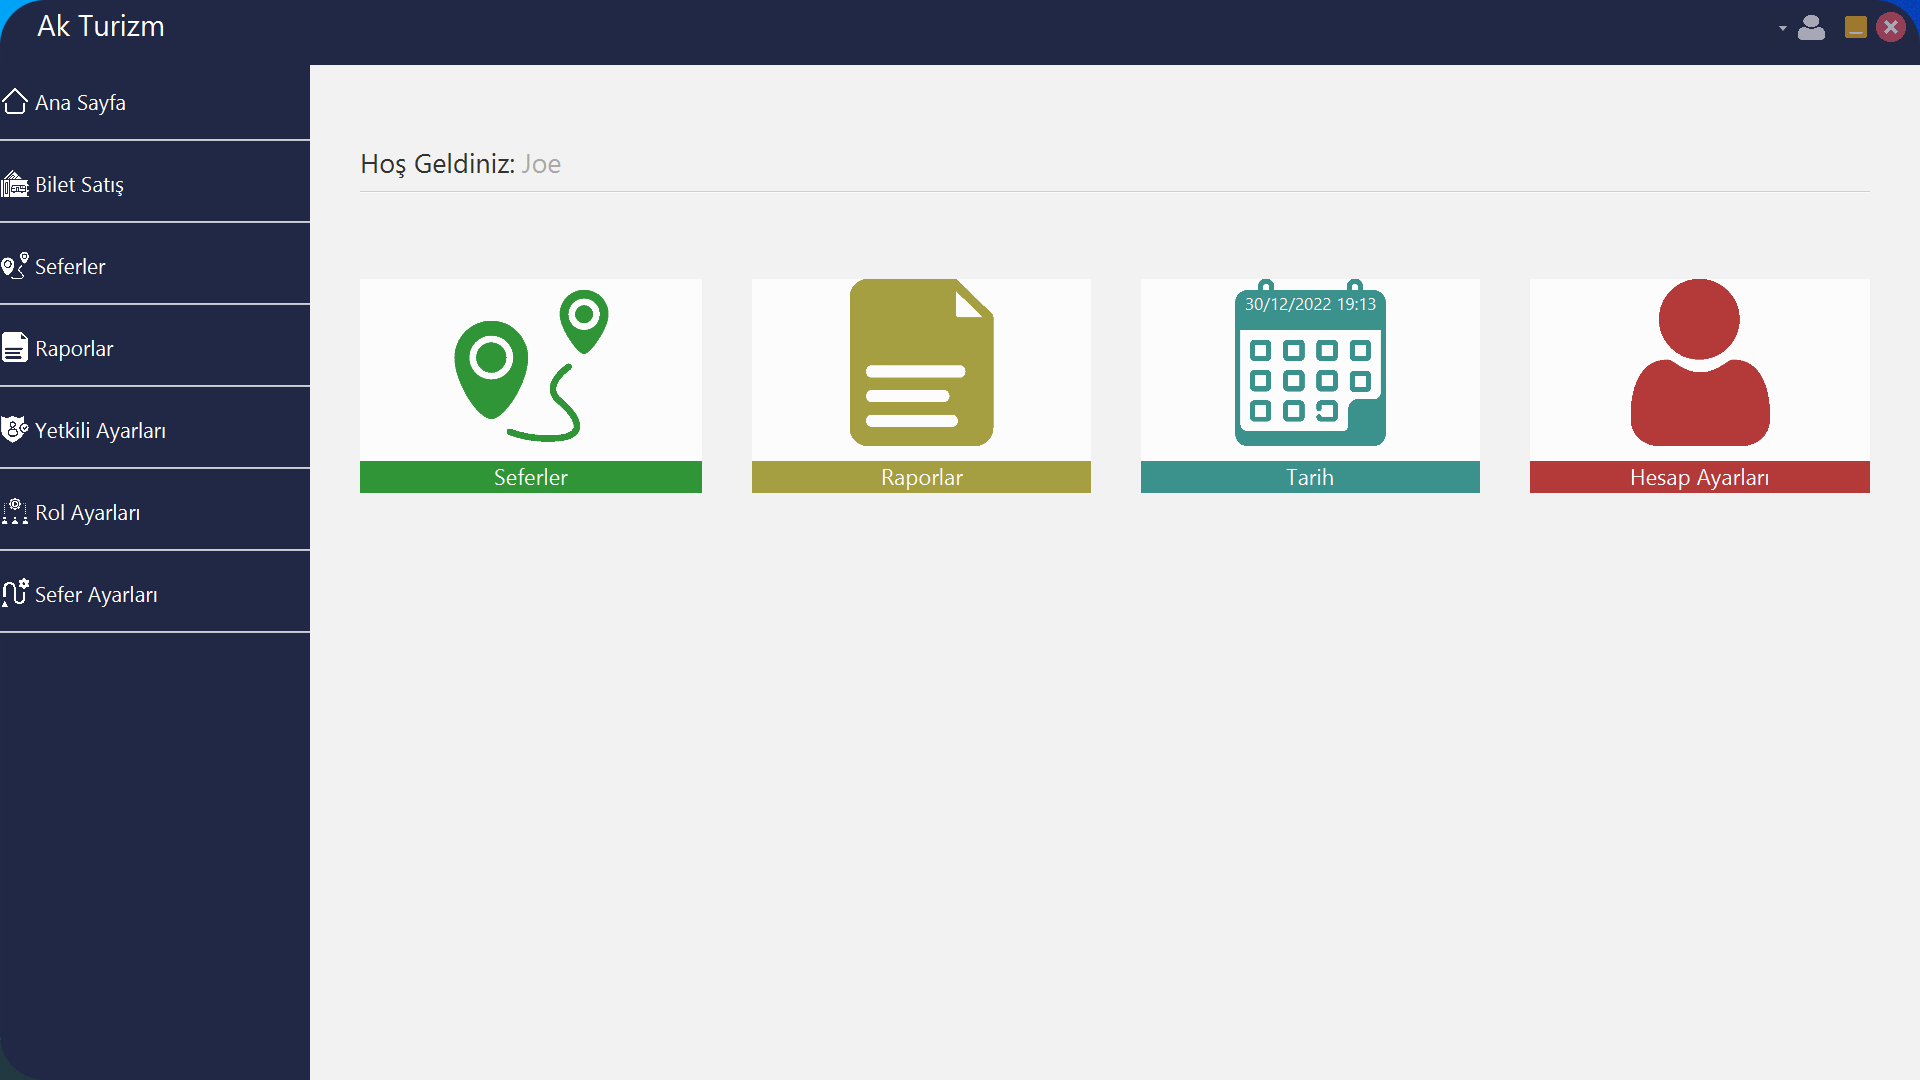 Ak Turizm
Ana Sayfa
Bilet Satış
Seferler
Raporlar
Yetkili Ayarları
Rol Ayarları
Sefer Ayarları
Hoş Geldiniz: Joe
Seferler
Raporlar
30/12/2022 19:13
Tarih
Hesap Ayarları